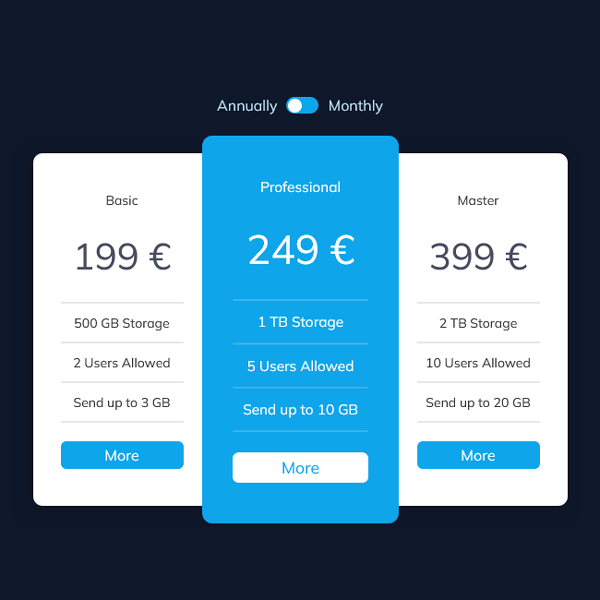 Annually Monthly
Basic
199 €
500 GB Storage
2 Users Allowed
Send up to 3 GB
More
Professional
249 €
1 TB Storage
5 Users Allowed
Send up to 10 GB
More
Master
399 €
2 TB Storage
10 Users Allowed
Send up to 20 GB
More